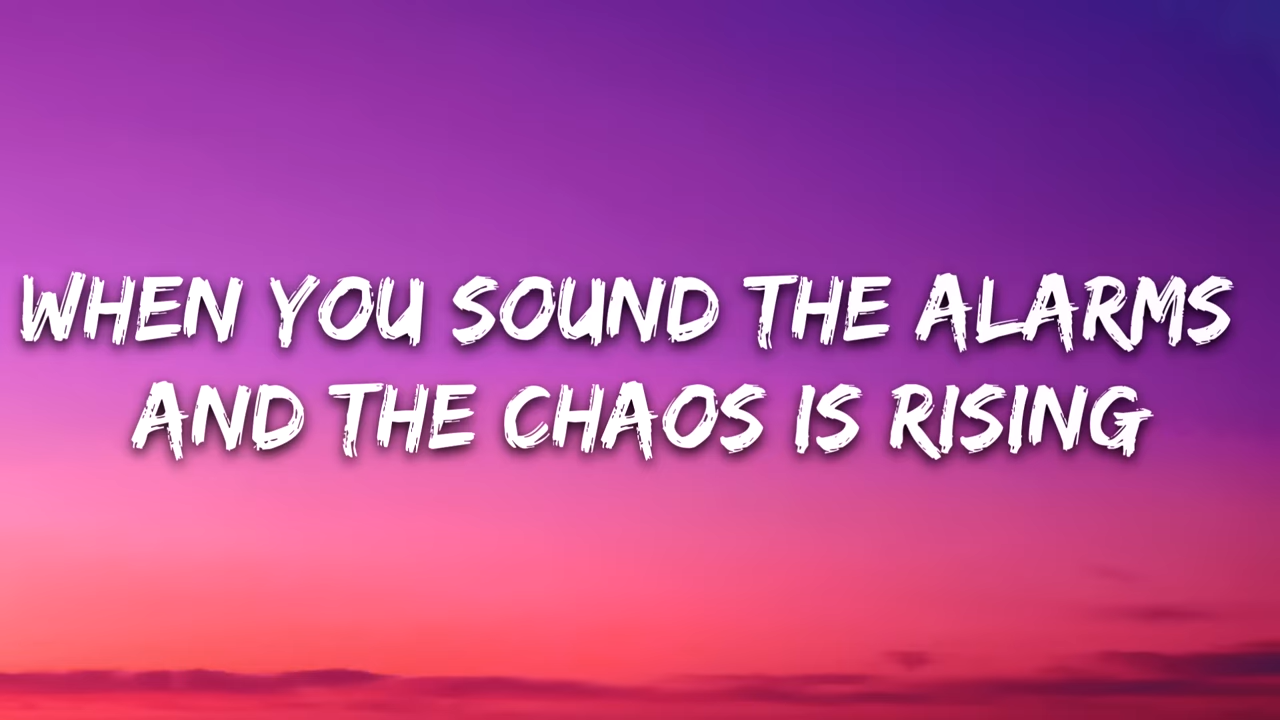 WHEN YOU SOUND THE ALARMS
AND THE CHAOS IS RISING